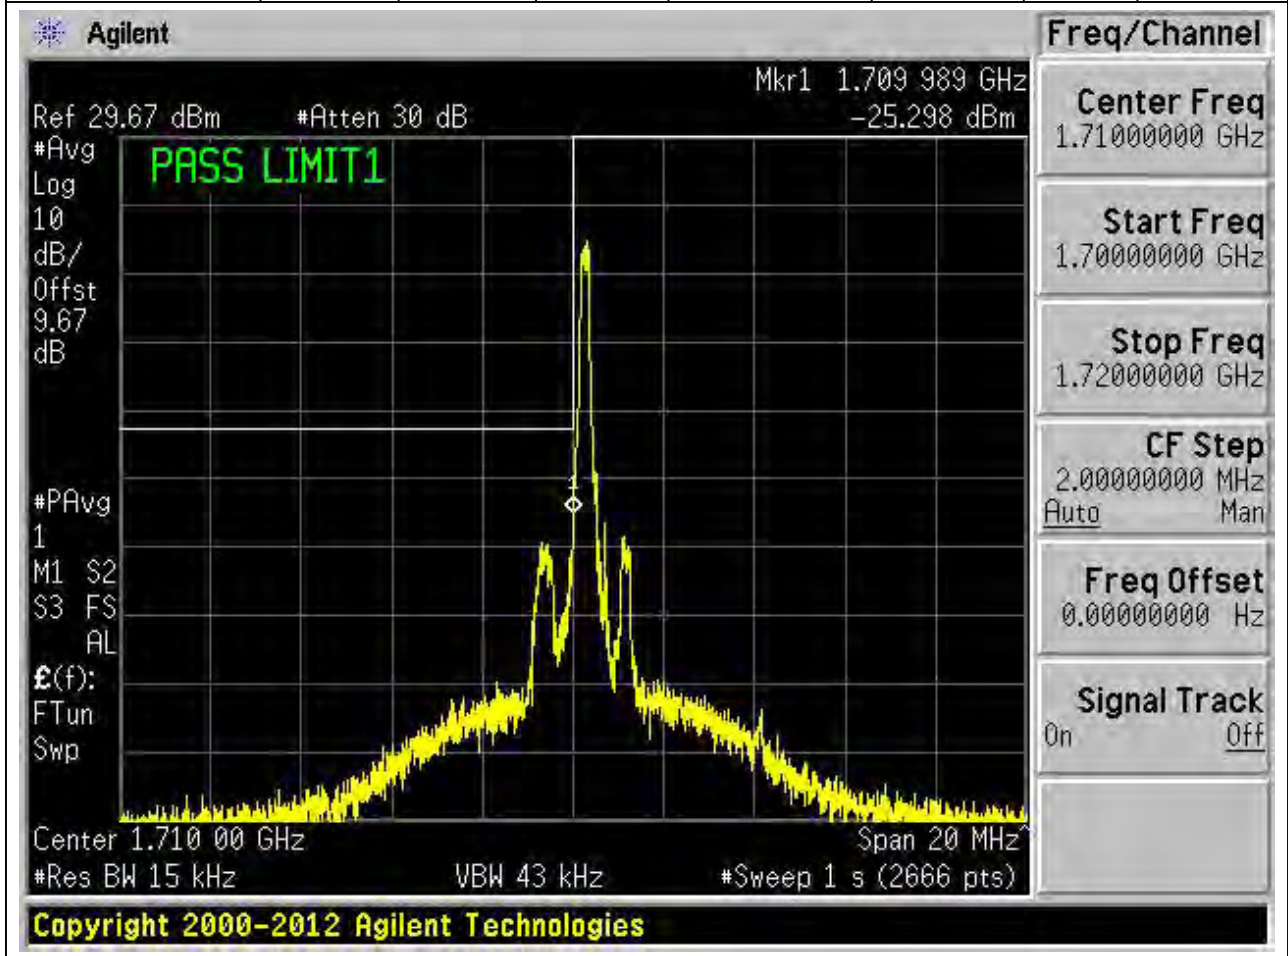 Agilent
Freq/Channel
Mkr1 1.709 989 GHz
Ref 29.67 dBm #Atten 30 dB -25.298 dBm
#Avg
Log
10
dB/
Offst
9.67
dB
PASS LIMIT1
1
#PAvg
1
M1 S2
S3 FS
AL
£(f):
FTun
Swp
Center 1.710 00 GHz Span 20 MHz^
#Res BW 15 kHz VBW 43 kHz #Sweep 1 s (2666 pts)
Copyright 2000-2012 Agilent Technologies
Center Freq
1.71000000 GHz
Start Freq
1.70000000 GHz
Stop Freq
1.72000000 GHz
CF Step
2.00000000 MHz
Auto Man
Freq Offset
0.00000000 Hz
Signal Track
On Off